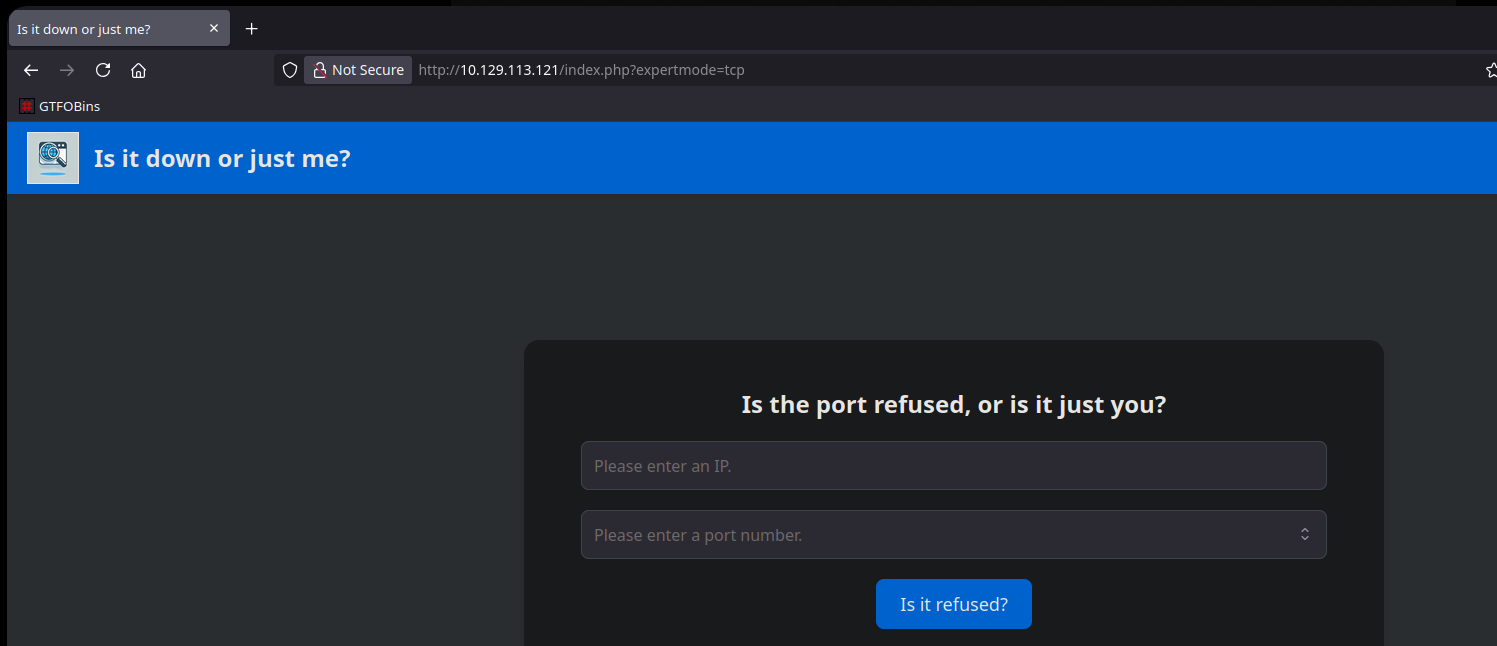 Is it down or just me?
Not Secure http://10.129.113.121/index.php?expertmode=tcp
GTFOBins
Is it down or just me?
Is the port refused, or is it just you?
Please enter an IP.
Please enter a port number.
Is it refused?